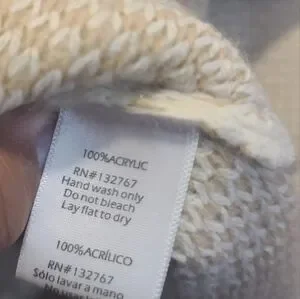 100%ACRYLIC
RN#132767
Hand wash only
Do not bleach
Lay flat to dry
100%ACRÍLICO
RN#132767
Sólo lavar a mano